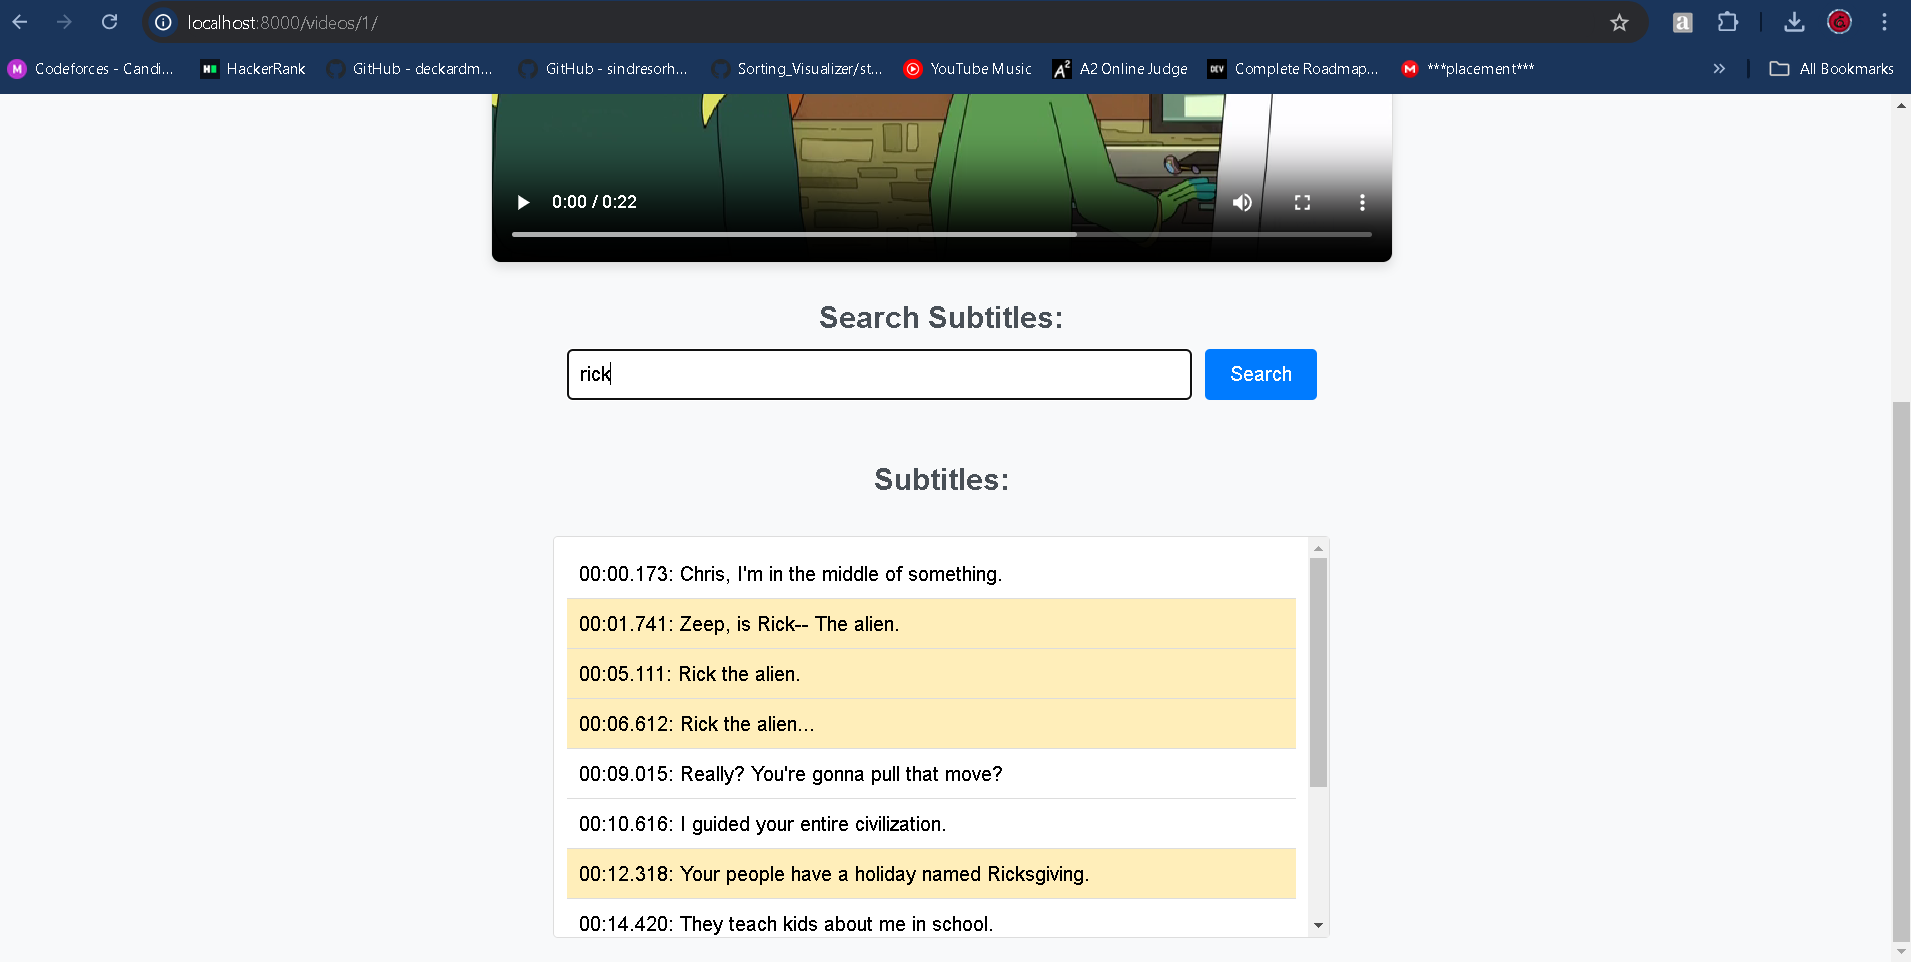 localhost:8000/videos/1/
Codeforces - Candi... HackerRank GitHub - deckardm... GitHub - sindresorh... Sorting_Visualizer/st... YouTube Music A2 Online Judge Complete Roadmap... ***placement*** » All Bookmarks
0:00 / 0:22
Search Subtitles:
rick Search
Subtitles:
00:00.173: Chris, I'm in the middle of something.
00:01.741: Zeep, is Rick-- The alien.
00:05.111: Rick the alien.
00:06.612: Rick the alien...
00:09.015: Really? You're gonna pull that move?
00:10.616: I guided your entire civilization.
00:12.318: Your people have a holiday named Ricksgiving.
00:14.420: They teach kids about me in school.